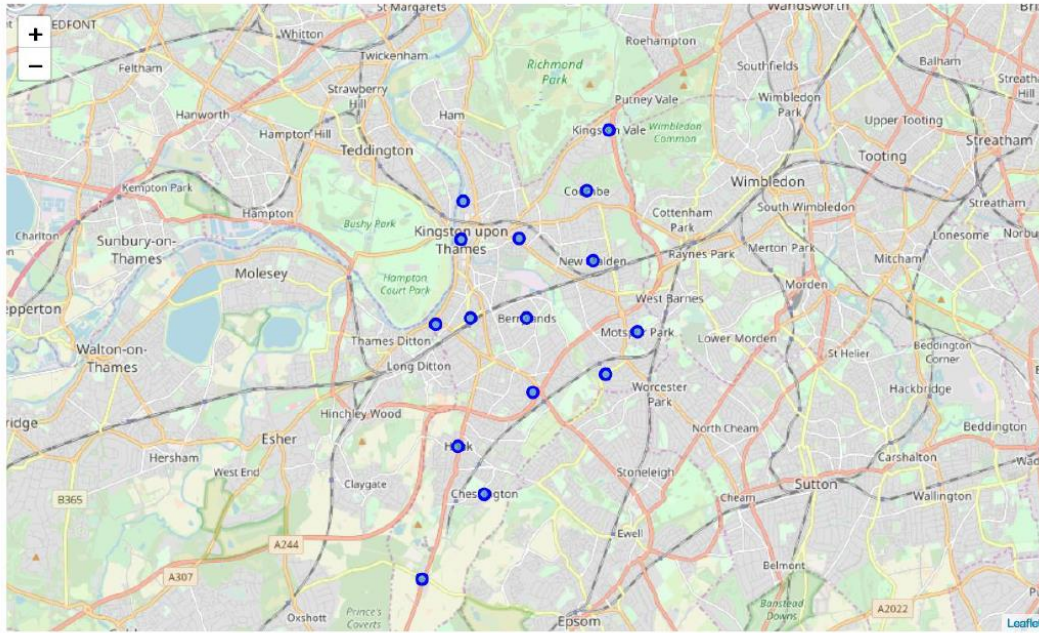 +
−
EDFONT
Whitton
St Margarets
Twickenham
Feltham
Strawberry
Hill
Hanworth
Hampton Hill
Teddington
Ham
Richmond
Park
Roehampton
Wandsworth
Southfields
Balham
Putney Vale
Wimbledon
Park
Wimbledon
Common
Upper Tooting
Streatham
Tooting
Kempton Park
Hampton
Bushy Park
Wimbledon
South Wimbledon
Streatham
Charlton
Sunbury-on-
Thames
Kingston upon
Thames
Cottenham
Park
Raynes Park
Merton Park
Lonesome
Molesey
Hampton
Court Park
Mitcham
Morden
West Barnes
Walton-on-
Thames
Thames Ditton
Long Ditton
Lower Morden
St Helier
Beddington
Corner
Hackbridge
Worcester
Park
Hinchley Wood
Esher
North Cheam
Beddington
Hersham
West End
Claygate
Stoneleigh
Carshalton
B365
Cheam
Sutton
Wallington
Ewell
A244
Belmont
A307
Oxshott
Prince's
Coverts
Epsom
Banstead
Downs
A2022
Leaflet